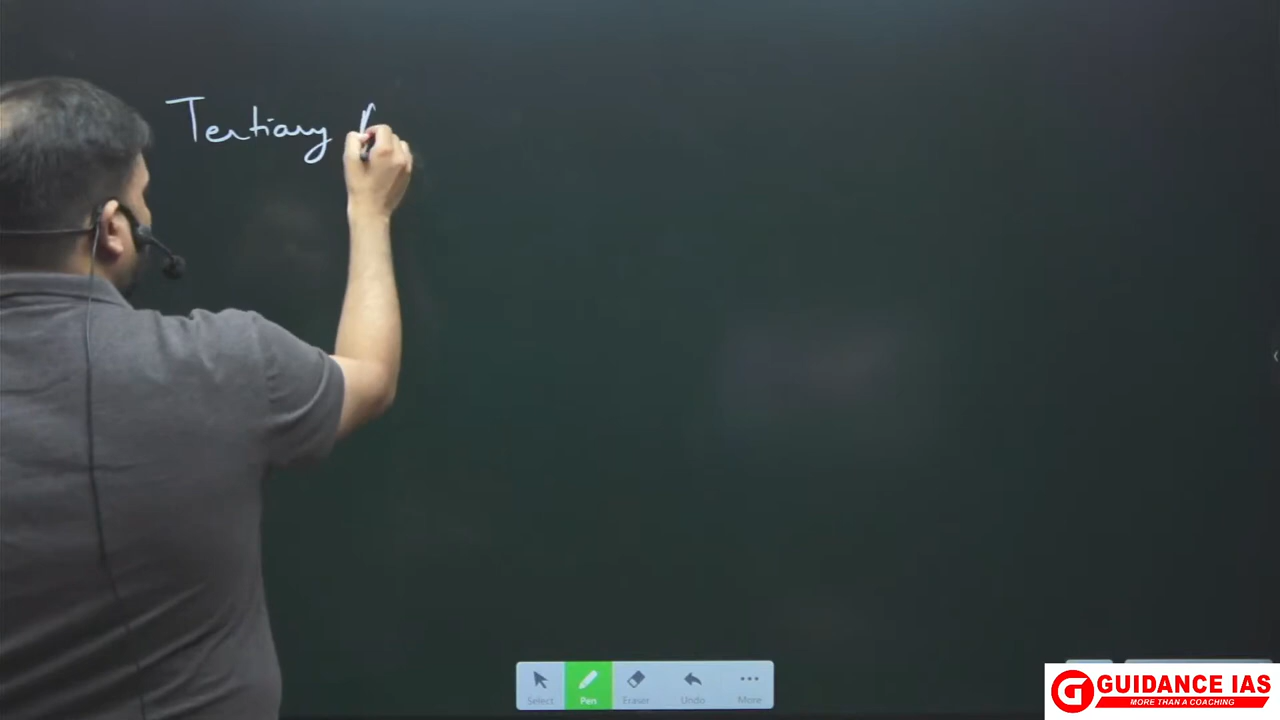 Tertiary
Select
Pen
Eraser
Undo
More
GUIDANCE IAS
MORE THAN A COACHING